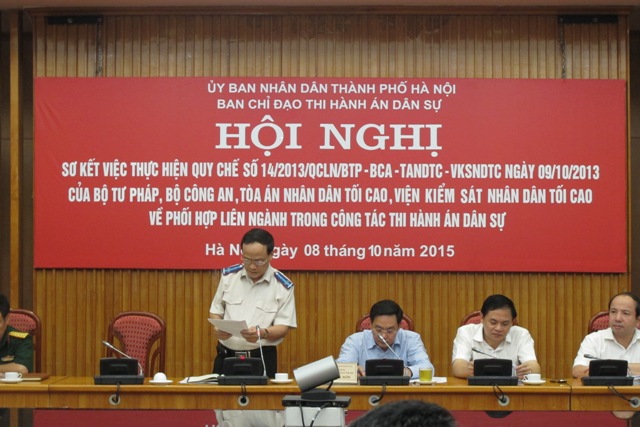 ỦY BAN NHÂN DÂN THÀNH PHỐ HÀ NỘI
BAN CHỈ ĐẠO THI HÀNH ÁN DÂN SỰ
HỘI NGHỊ
SƠ KẾT VIỆC THỰC HIỆN QUY CHẾ SỐ 14/2013/QCLN/BTP - BCA - TANDTC - VKSNDTC NGÀY 09/10/2013
CỦA BỘ TƯ PHÁP, BỘ CÔNG AN, TÒA ÁN NHÂN DÂN TỐI CAO, VIỆN KIỂM SÁT NHÂN DÂN TỐI CAO
VỀ PHỐI HỢP LIÊN NGÀNH TRONG CÔNG TÁC THI HÀNH ÁN DÂN SỰ
Hà N gày 08 tháng 10 năm 2015